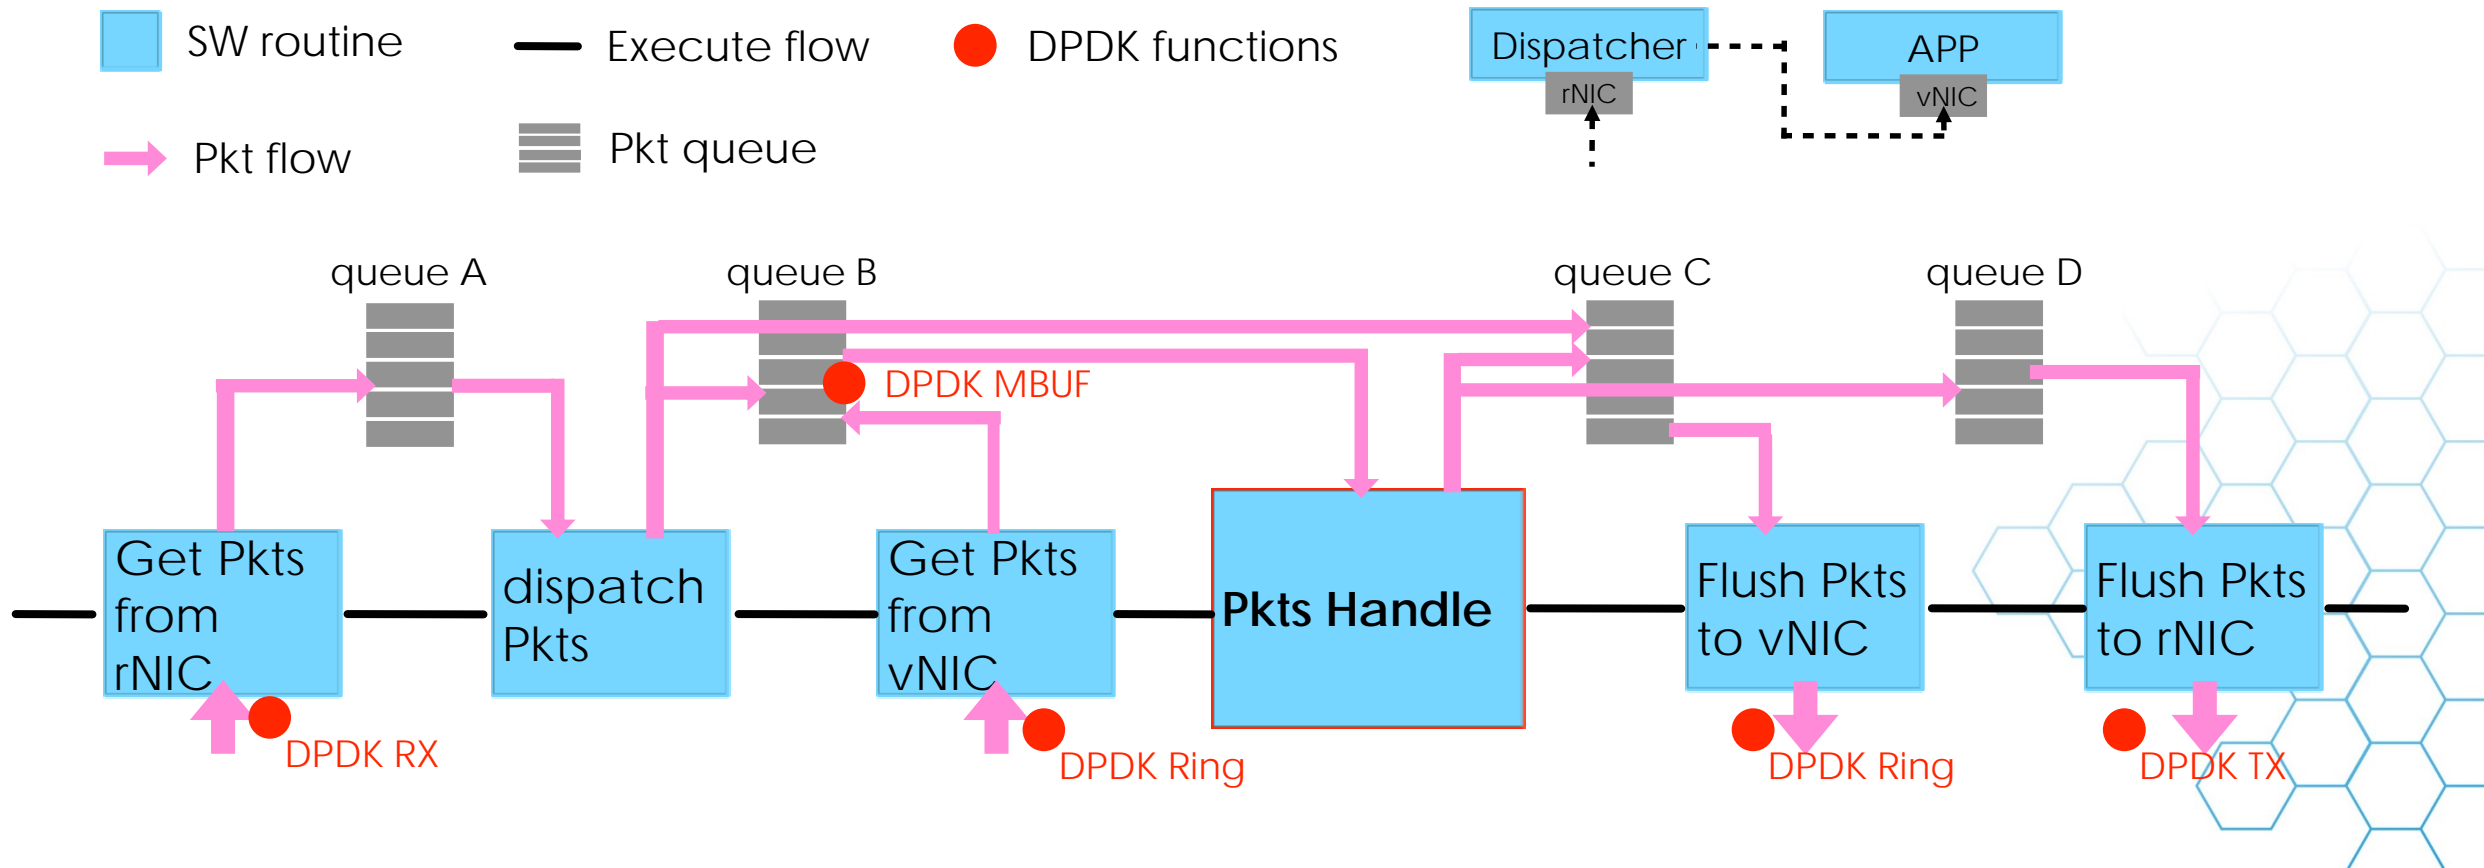 SW routine
Execute flow
DPDK functions
Dispatcher
APP
rNIC
vNIC
Pkt flow
Pkt queue
queue A
queue B
queue C
queue D
DPDK MBUF
Get Pkts
from
rNIC
dispatch
Pkts
Get Pkts
from
vNIC
Pkts Handle
Flush Pkts
to vNIC
Flush Pkts
to rNIC
DPDK RX
DPDK Ring
DPDK Ring
DPDK TX